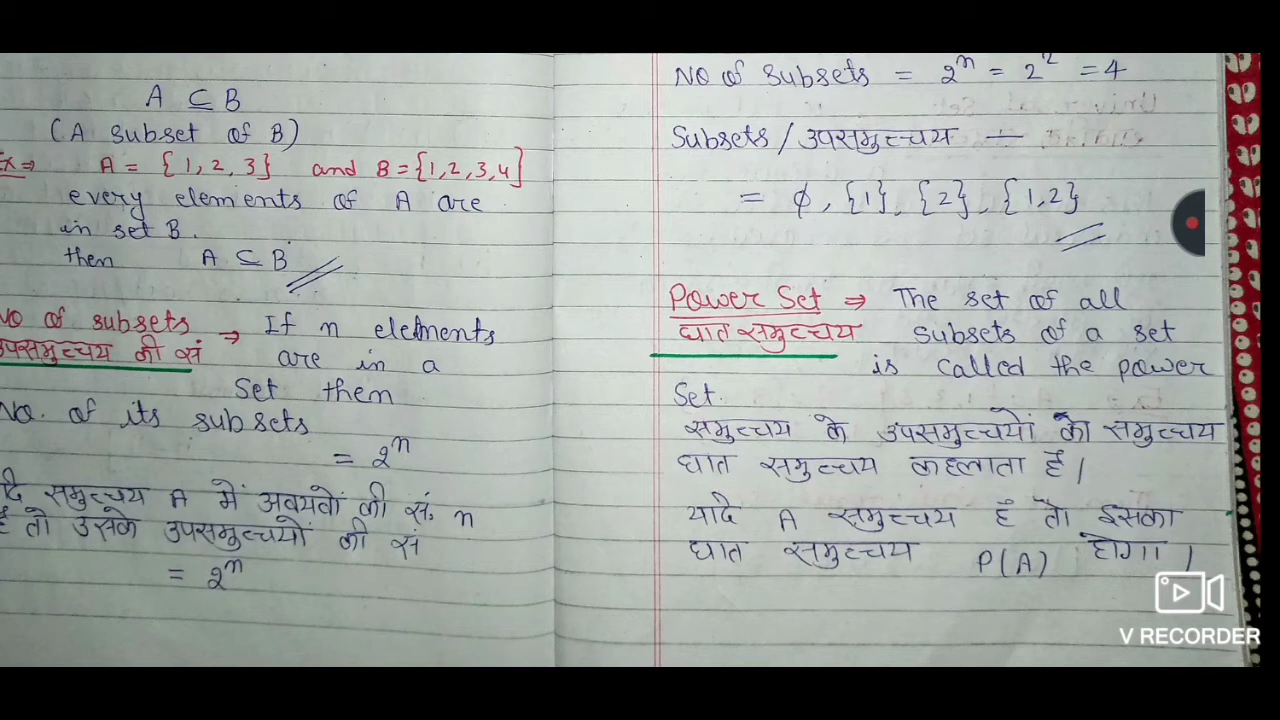 A ⊆ B
(A subset of B)
Ex ⇒ A = {1, 2, 3} and B = {1,2,3,4]
every elements of A are
in set B.
then A ⊆ B
No of subsets → If n elements
उपसमुच्चय की सं are in a
Set then
No. of its subsets
= 2ⁿ
दि समुच्चय A में अवयवों की सं. n
है तो उसके उपसमुच्चयों की सं
= 2ⁿ
No of subsets = 2ⁿ = 2² = 4
Subsets / उपसमुच्चय ÷
= ϕ, {1}, {2}, {1,2}
Power Set ⇒ The set of all
घात समुच्चय subsets of a set
is called the power
Set.
समुच्चय के उपसमुच्चयों का समुच्चय
घात समुच्चय कहलाता है।
यदि A समुच्चय है तो इसका
घात समुच्चय P(A) होगा।
V RECORDER